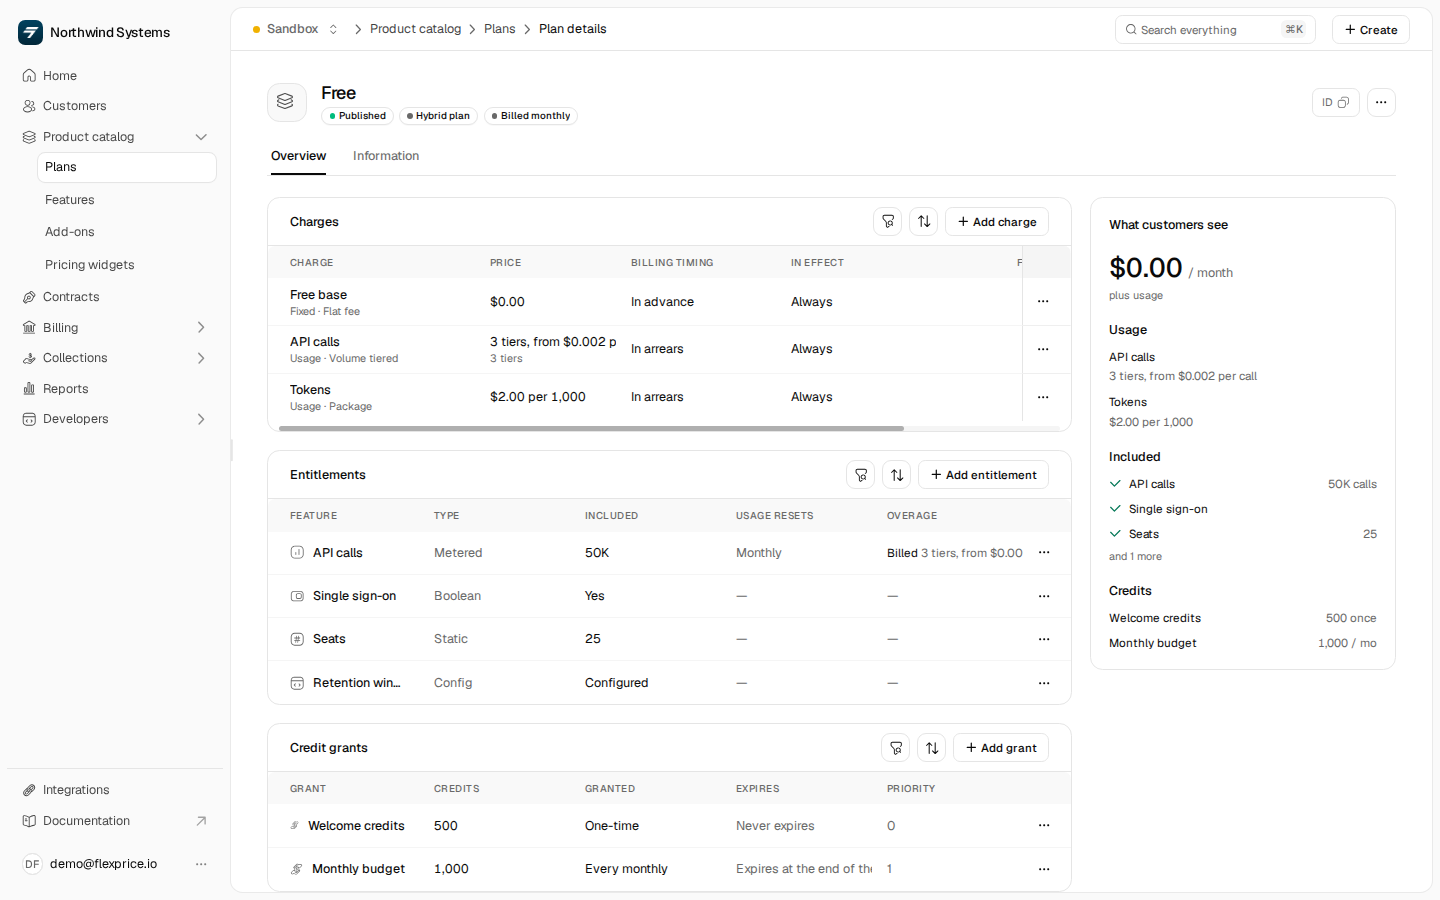 Northwind Systems
Home
Customers
Product catalog
Plans
Features
Add-ons
Pricing widgets
Contracts
Billing
Collections
Reports
Developers
Integrations
Documentation
DF demo@flexprice.io
Sandbox Product catalog Plans Plan details
Search everything ⌘K
Create
Free
Published Hybrid plan Billed monthly
ID
Overview Information
Charges
Add charge
CHARGE PRICE BILLING TIMING IN EFFECT F
Free base $0.00 In advance Always
Fixed · Flat fee
API calls 3 tiers, from $0.002 p In arrears Always
Usage · Volume tiered 3 tiers
Tokens $2.00 per 1,000 In arrears Always
Usage · Package
Entitlements
Add entitlement
FEATURE TYPE INCLUDED USAGE RESETS OVERAGE
API calls Metered 50K Monthly Billed 3 tiers, from $0.00
Single sign-on Boolean Yes — —
Seats Static 25 — —
Retention win... Config Configured — —
Credit grants
Add grant
GRANT CREDITS GRANTED EXPIRES PRIORITY
Welcome credits 500 One-time Never expires 0
Monthly budget 1,000 Every monthly Expires at the end of the 1
What customers see
$0.00 / month
plus usage
Usage
API calls
3 tiers, from $0.002 per call
Tokens
$2.00 per 1,000
Included
API calls 50K calls
Single sign-on
Seats 25
and 1 more
Credits
Welcome credits 500 once
Monthly budget 1,000 / mo